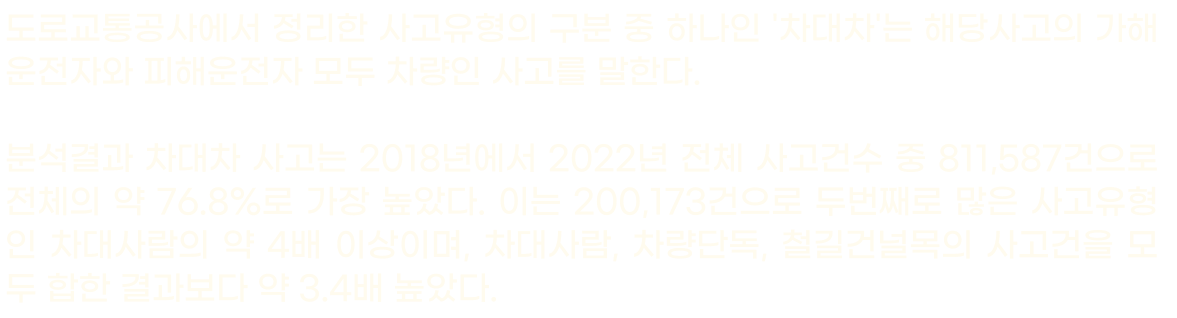 도로교통공사에서 정리한 사고유형의 구분 중 하나인 '차대차'는 해당사고의 가해
운전자와 피해운전자 모두 차량인 사고를 말한다.
분석결과 차대차 사고는 2018년에서 2022년 전체 사고건수 중 811,587건으로
전체의 약 76.8%로 가장 높았다. 이는 200,173건으로 두번째로 많은 사고유형
인 차대사람의 약 4배 이상이며, 차대사람, 차량단독, 철길건널목의 사고건을 모
두 합한 결과보다 약 3.4배 높았다.